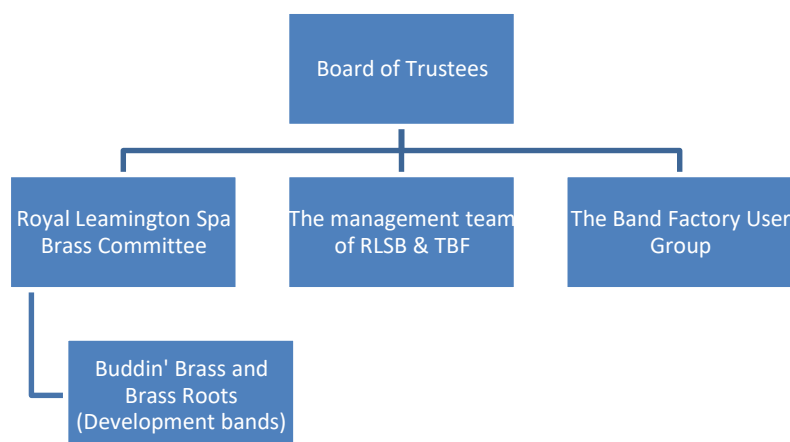 Board of Trustees
Royal Leamington Spa
Brass Committee
The management team
of RLSB & TBF
The Band Factory User
Group
Buddin' Brass and
Brass Roots
(Development bands)